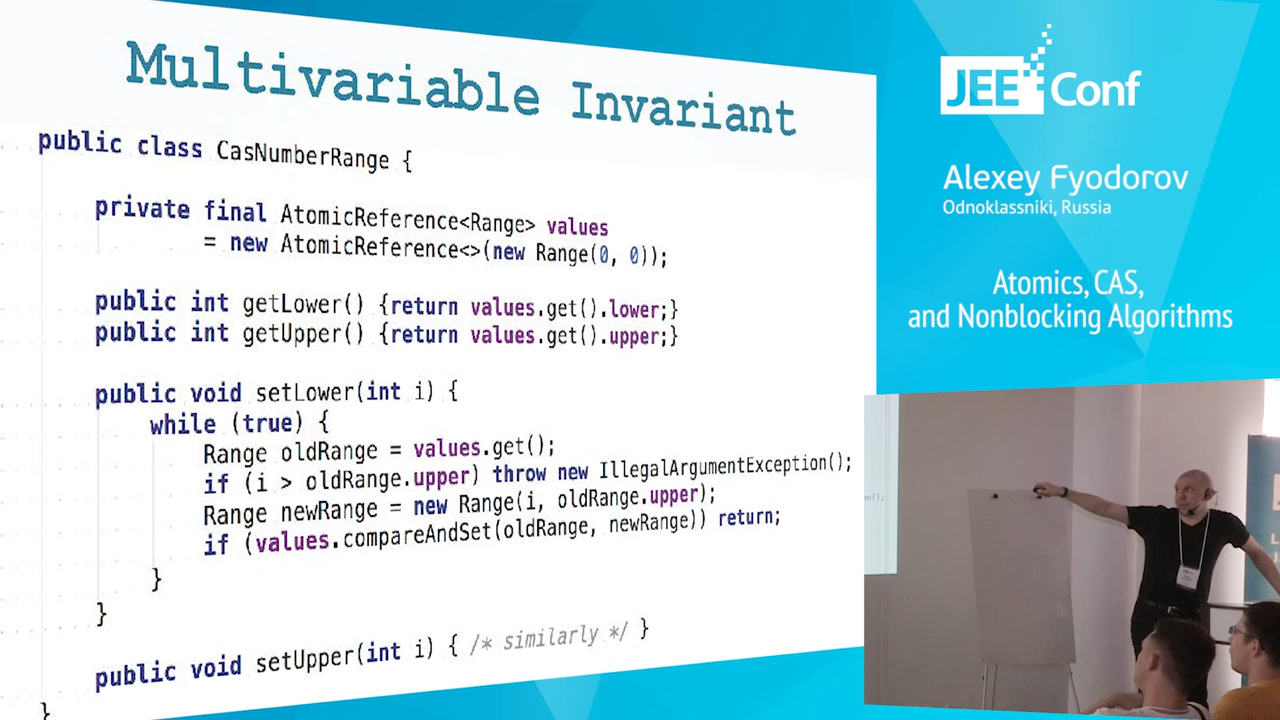 Multivariable Invariant
public class CasNumberRange {
private final AtomicReference<Range> values
= new AtomicReference<>(new Range(0, 0));
public int getLower() {return values.get().lower;}
public int getUpper() {return values.get().upper;}
public void setLower(int i) {
while (true) {
Range oldRange = values.get();
if (i > oldRange.upper) throw new IllegalArgumentException();
Range newRange = new Range(i, oldRange.upper);
if (values.compareAndSet(oldRange, newRange)) return;
}
}
public void setUpper(int i) { /* similarly */ }
}
JEE Conf
Alexey Fyodorov
Odnoklassniki, Russia
Atomics, CAS,
and Nonblocking Algorithms